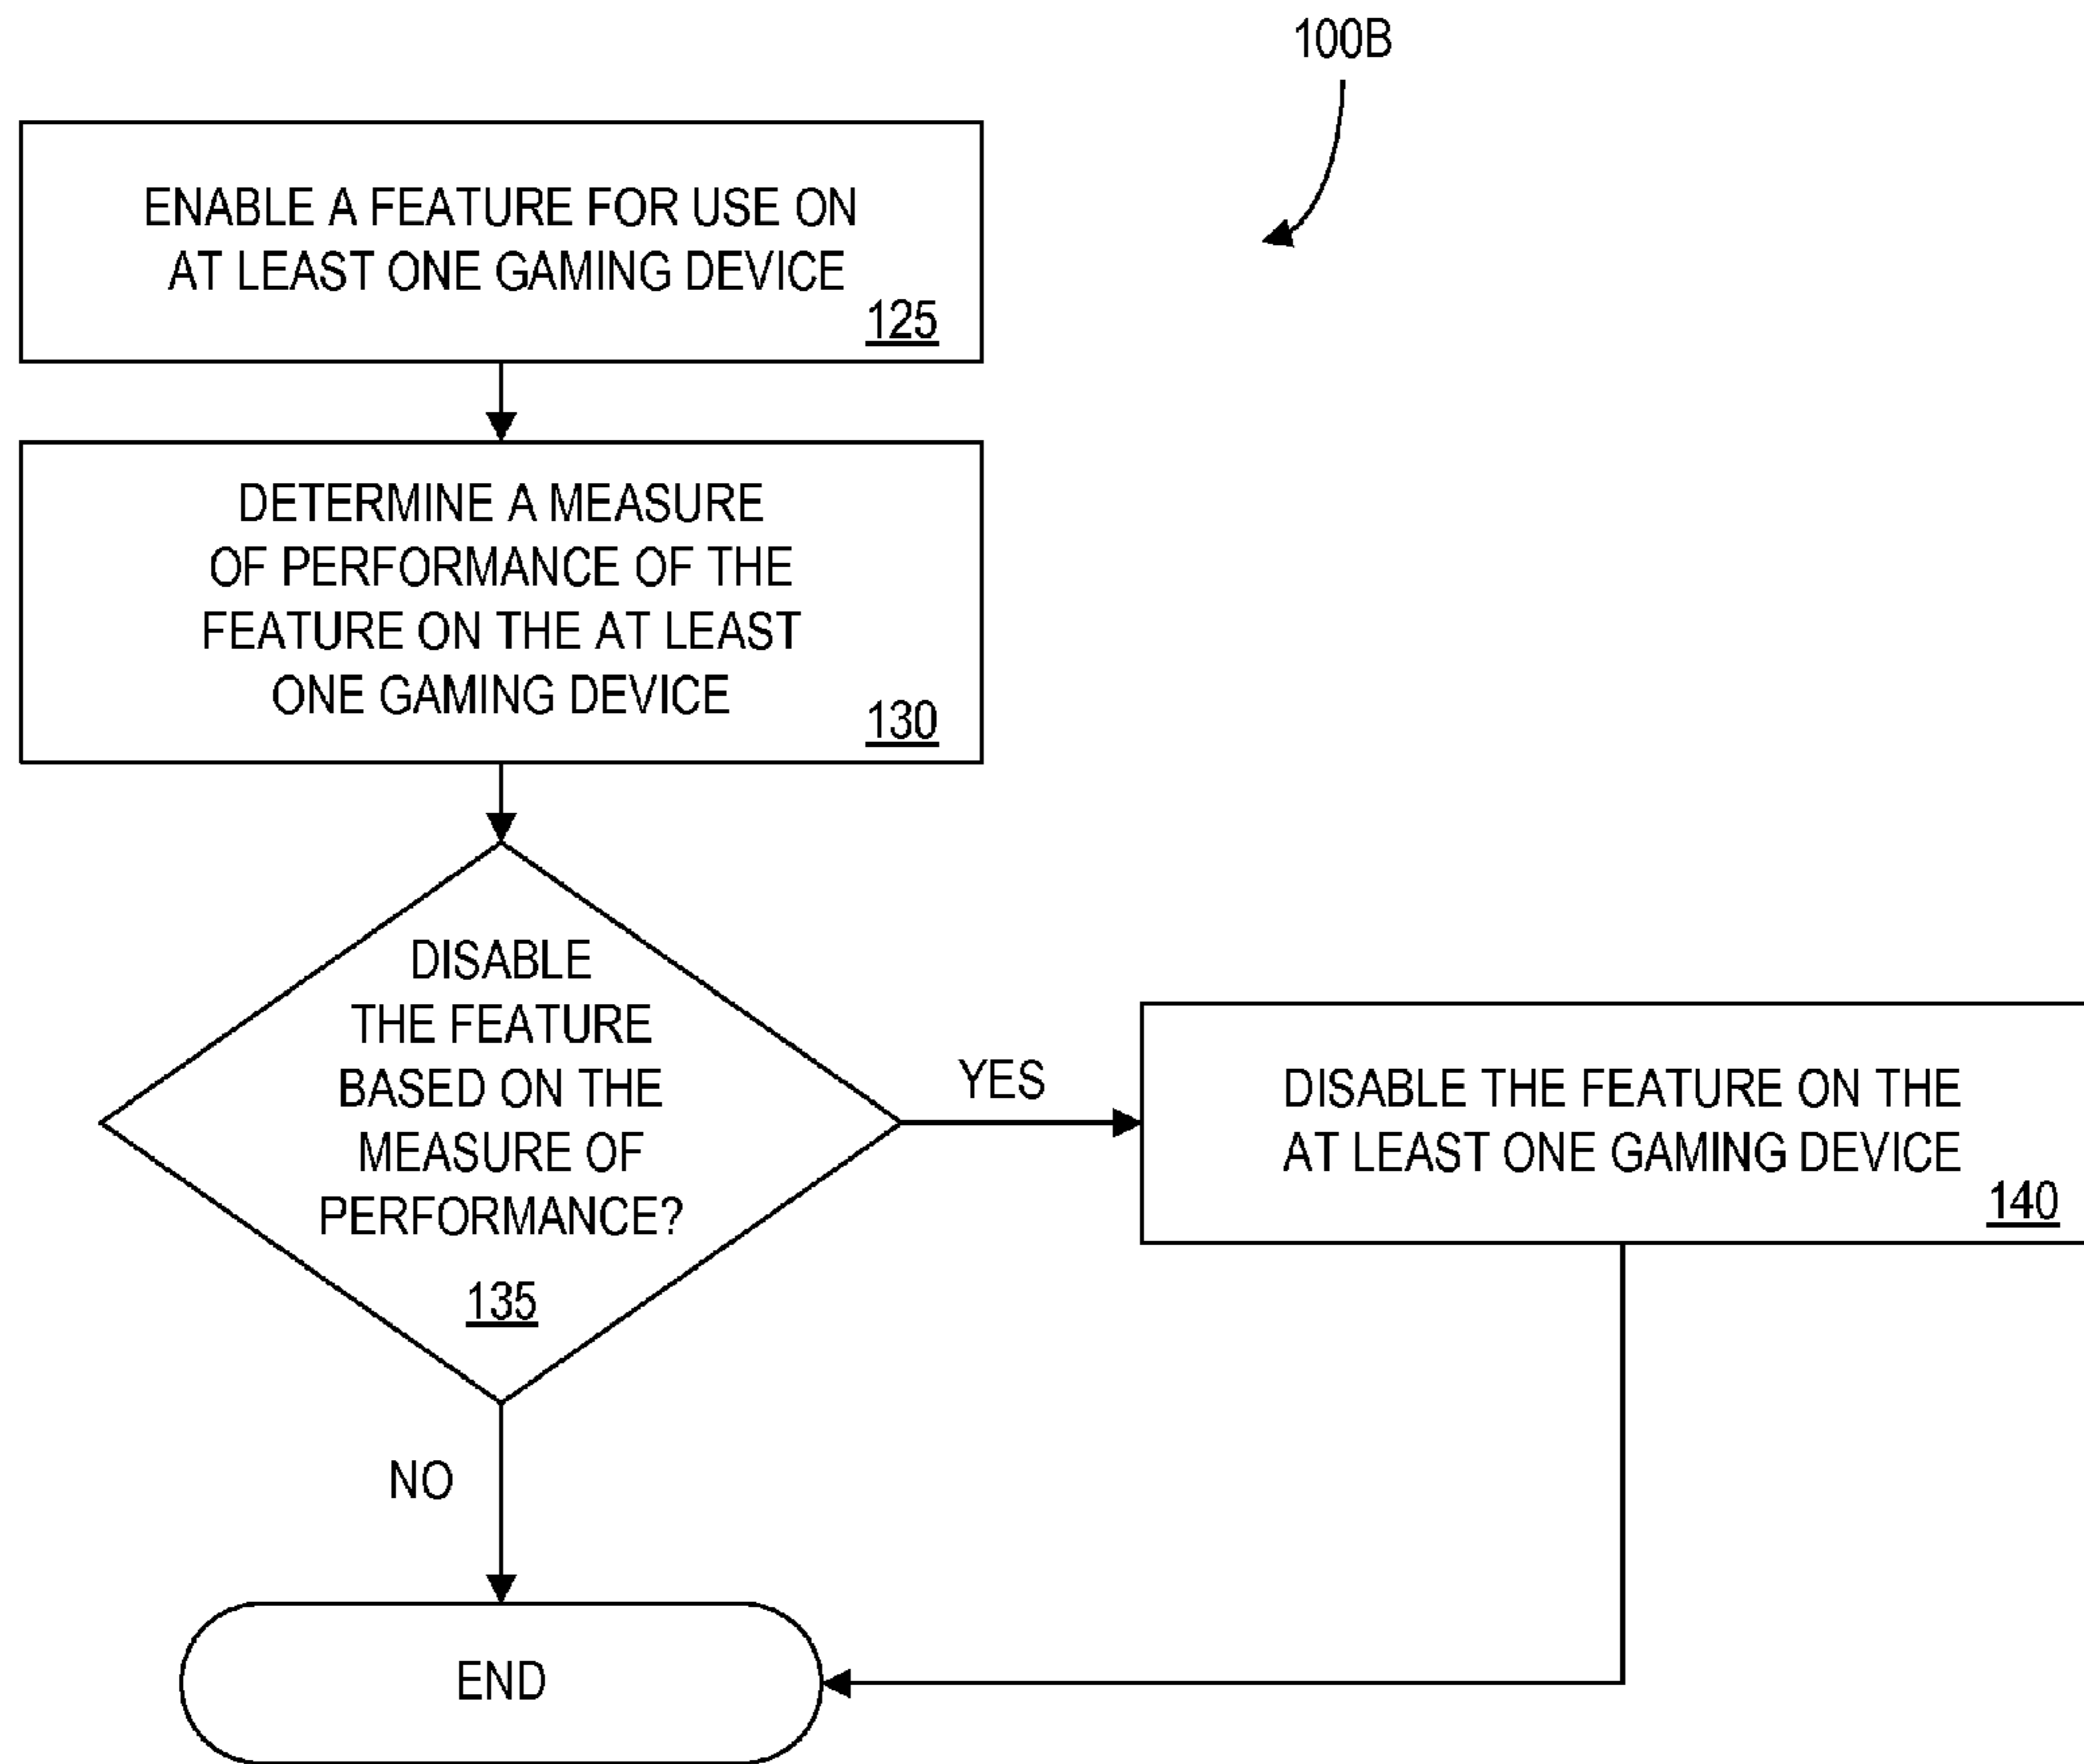 100B
ENABLE A FEATURE FOR USE ON
AT LEAST ONE GAMING DEVICE
125
DETERMINE A MEASURE
OF PERFORMANCE OF THE
FEATURE ON THE AT LEAST
ONE GAMING DEVICE
130
DISABLE
THE FEATURE
BASED ON THE
MEASURE OF
PERFORMANCE?
135
YES
DISABLE THE FEATURE ON THE
AT LEAST ONE GAMING DEVICE
140
NO
END